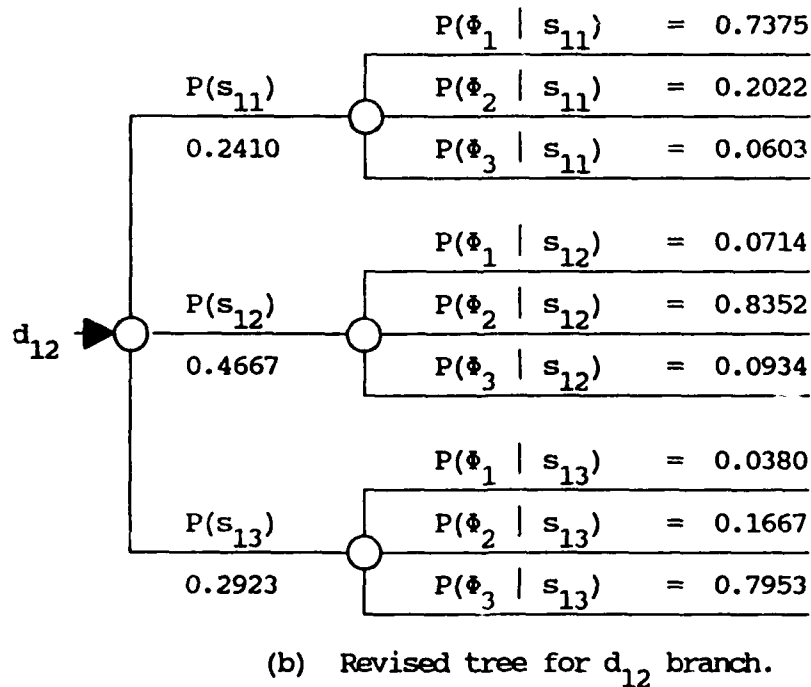 P(Φ₁ | s₁₁) = 0.7375
P(s₁₁)
P(Φ₂ | s₁₁) = 0.2022
0.2410
P(Φ₃ | s₁₁) = 0.0603
P(Φ₁ | s₁₂) = 0.0714
P(s₁₂)
P(Φ₂ | s₁₂) = 0.8352
d₁₂
0.4667
P(Φ₃ | s₁₂) = 0.0934
P(Φ₁ | s₁₃) = 0.0380
P(s₁₃)
P(Φ₂ | s₁₃) = 0.1667
0.2923
P(Φ₃ | s₁₃) = 0.7953
(b) Revised tree for d₁₂ branch.